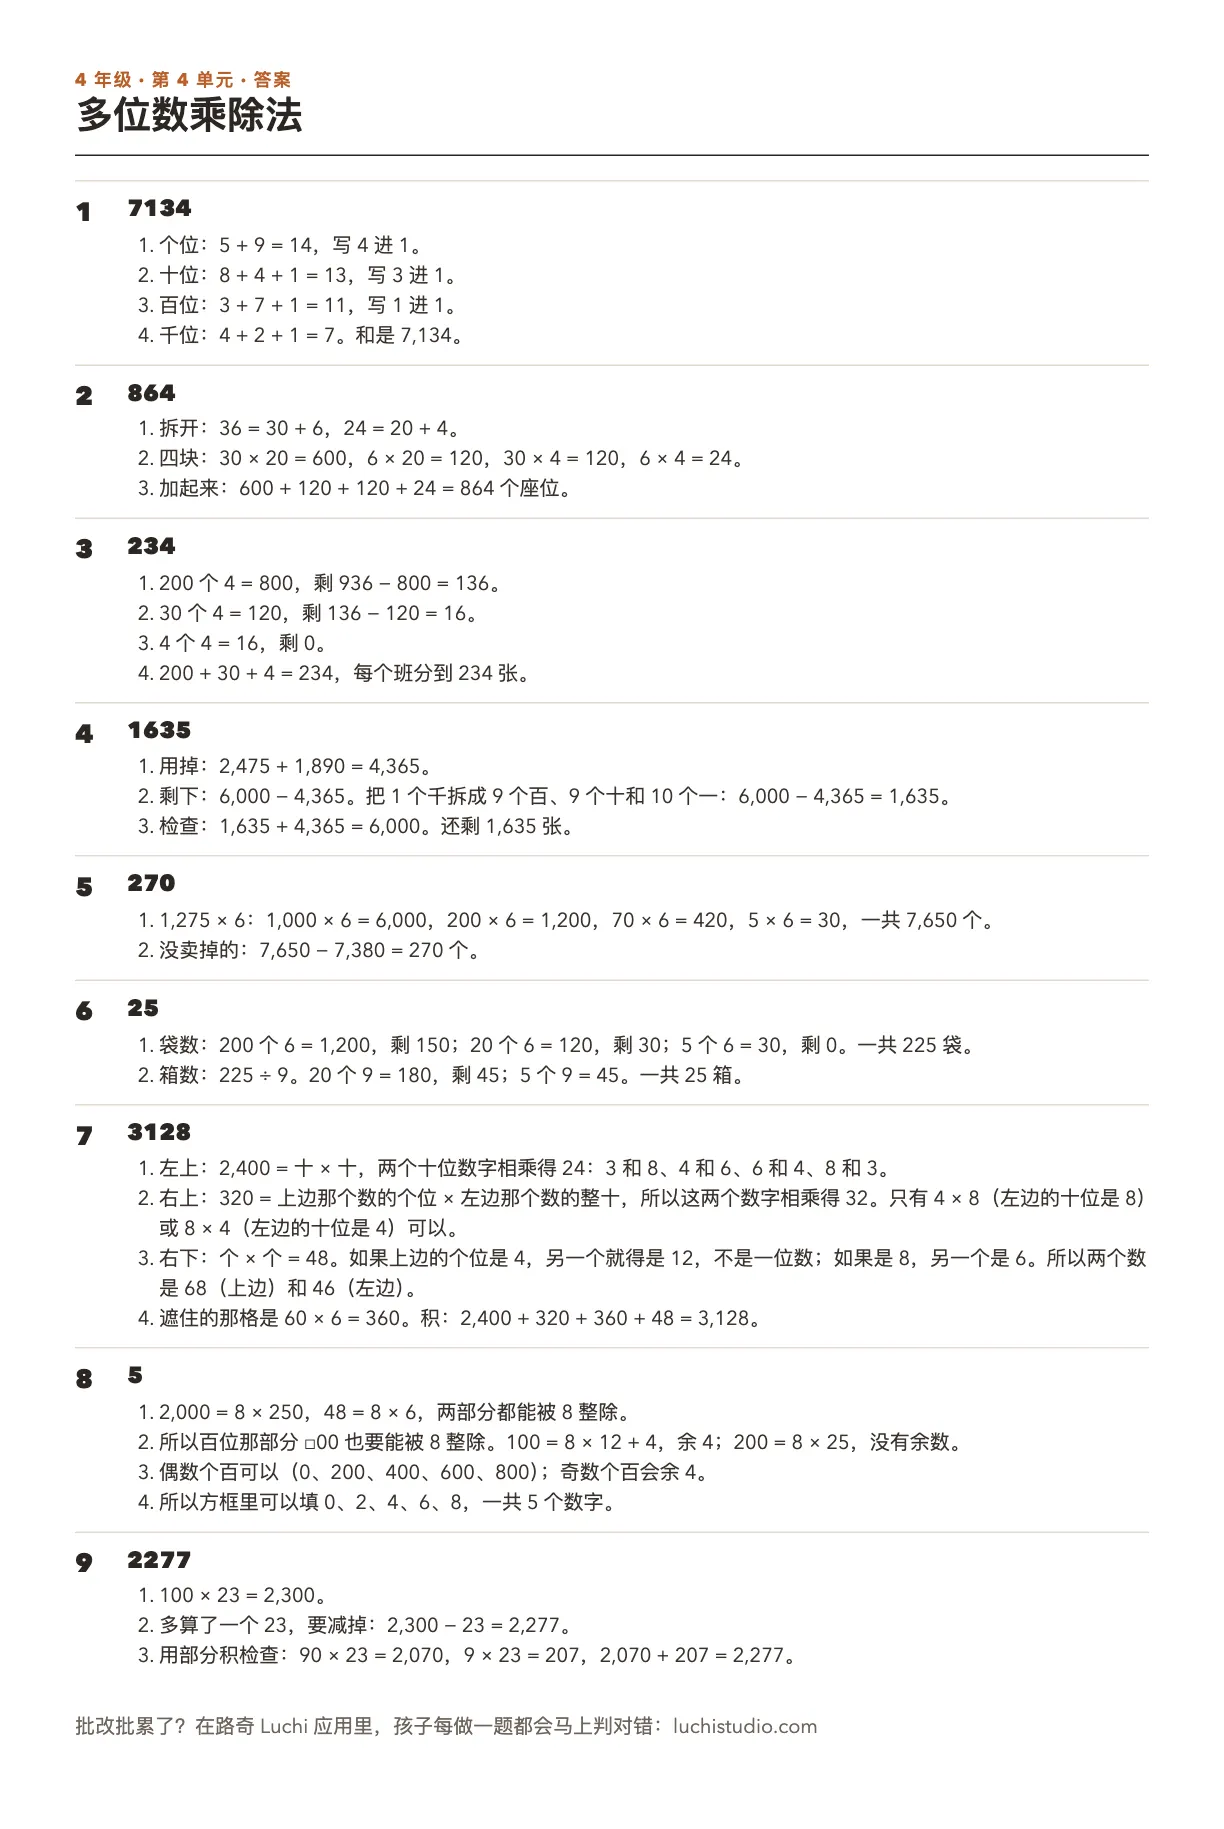 4 年级 · 第 4 单元 · 答案
多位数乘除法
1 7134
1. 个位：5 + 9 = 14，写 4 进 1。
2. 十位：8 + 4 + 1 = 13，写 3 进 1。
3. 百位：3 + 7 + 1 = 11，写 1 进 1。
4. 千位：4 + 2 + 1 = 7。和是 7,134。
2 864
1. 拆开：36 = 30 + 6，24 = 20 + 4。
2. 四块：30 × 20 = 600，6 × 20 = 120，30 × 4 = 120，6 × 4 = 24。
3. 加起来：600 + 120 + 120 + 24 = 864 个座位。
3 234
1. 200 个 4 = 800，剩 936 − 800 = 136。
2. 30 个 4 = 120，剩 136 − 120 = 16。
3. 4 个 4 = 16，剩 0。
4. 200 + 30 + 4 = 234，每个班分到 234 张。
4 1635
1. 用掉：2,475 + 1,890 = 4,365。
2. 剩下：6,000 − 4,365。把 1 个千拆成 9 个百、9 个十和 10 个一：6,000 − 4,365 = 1,635。
3. 检查：1,635 + 4,365 = 6,000。还剩 1,635 张。
5 270
1. 1,275 × 6：1,000 × 6 = 6,000，200 × 6 = 1,200，70 × 6 = 420，5 × 6 = 30，一共 7,650 个。
2. 没卖掉的：7,650 − 7,380 = 270 个。
6 25
1. 袋数：200 个 6 = 1,200，剩 150；20 个 6 = 120，剩 30；5 个 6 = 30，剩 0。一共 225 袋。
2. 箱数：225 ÷ 9。20 个 9 = 180，剩 45；5 个 9 = 45。一共 25 箱。
7 3128
1. 左上：2,400 = 十 × 十，两个十位数字相乘得 24：3 和 8、4 和 6、6 和 4、8 和 3。
2. 右上：320 = 上边那个数的个位 × 左边那个数的整十，所以这两个数字相乘得 32。只有 4 × 8（左边的十位是 8）
或 8 × 4（左边的十位是 4）可以。
3. 右下：个 × 个 = 48。如果上边的个位是 4，另一个就得是 12，不是一位数；如果是 8，另一个是 6。所以两个数
是 68（上边）和 46（左边）。
4. 遮住的那格是 60 × 6 = 360。积：2,400 + 320 + 360 + 48 = 3,128。
8 5
1. 2,000 = 8 × 250，48 = 8 × 6，两部分都能被 8 整除。
2. 所以百位那部分 □00 也要能被 8 整除。100 = 8 × 12 + 4，余 4；200 = 8 × 25，没有余数。
3. 偶数个百可以（0、200、400、600、800）；奇数个百会余 4。
4. 所以方框里可以填 0、2、4、6、8，一共 5 个数字。
9 2277
1. 100 × 23 = 2,300。
2. 多算了一个 23，要减掉：2,300 − 23 = 2,277。
3. 用部分积检查：90 × 23 = 2,070，9 × 23 = 207，2,070 + 207 = 2,277。
批改批累了？在路奇 Luchi 应用里，孩子每做一题都会马上判对错：luchistudio.com